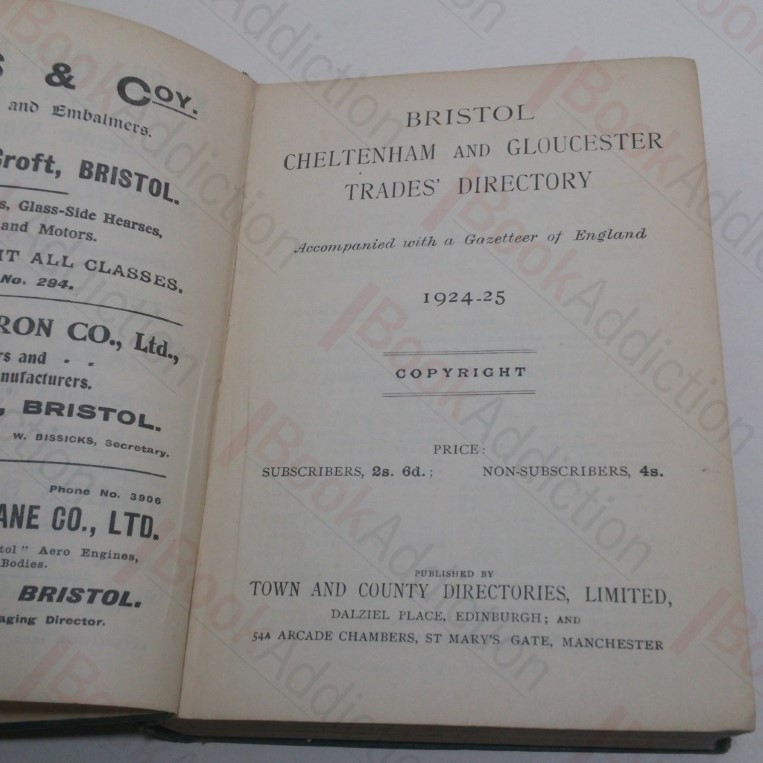 S & COY.
and Embalmers.
Croft, BRISTOL.
s, Glass-Side Hearses,
and Motors.
IT ALL CLASSES.
No. 294.
RON CO., Ltd.,
rs and - -
nufacturers.
, BRISTOL.
W. BISSICKS, Secretary.
Phone No. 3906
ANE CO., LTD.
tol" Aero Engines,
Bodies.
BRISTOL.
aging Director.
BRISTOL
CHELTENHAM AND GLOUCESTER
TRADES' DIRECTORY
Accompanied with a Gazetteer of England
1924-25
COPYRIGHT
PRICE:
SUBSCRIBERS, 2s. 6d.; NON-SUBSCRIBERS, 4s.
PUBLISHED BY
TOWN AND COUNTY DIRECTORIES, LIMITED,
DALZIEL PLACE, EDINBURGH; AND
54A ARCADE CHAMBERS, ST MARY'S GATE, MANCHESTER
BookAddiction